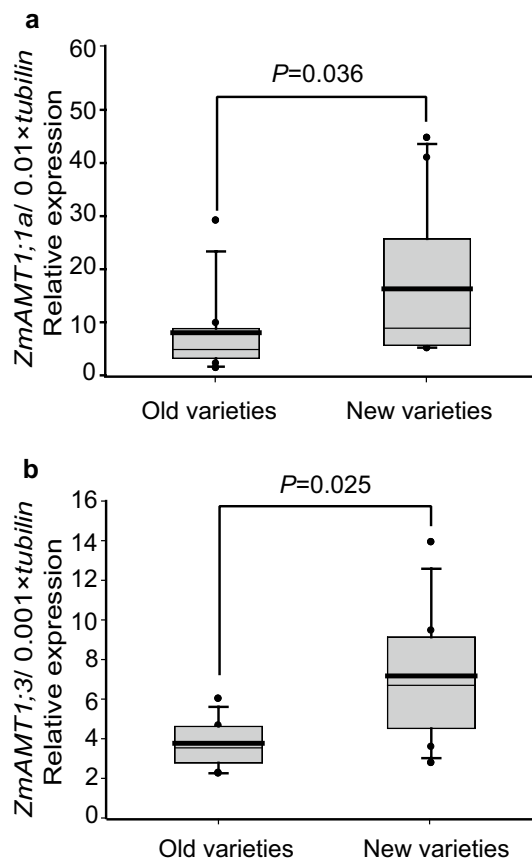 a
ZmAMT1;1a/ 0.01×tubilin
Relative expression
60
50
40
30
20
10
0
P=0.036
Old varieties
New varieties
b
ZmAMT1;3/ 0.001×tubilin
Relative expression
16
14
12
10
8
6
4
2
0
P=0.025
Old varieties
New varieties